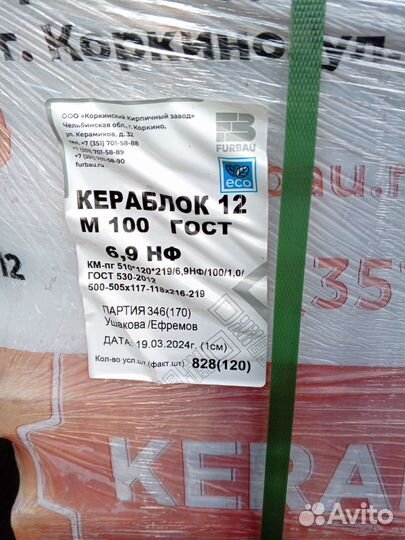 г. Коркино, ул.
ООО «Коркинский Кирпичный завод»
Челябинская обл., г. Коркино,
ул. Керамиков, д. 32
тел. +7 (351) 701-58-88
+7 (351) 701-58-89
+7 (351) 701-58-90
furbau.ru
FURBAU
eco
bau.ru
КЕРАБЛОК 12
М 100 ГОСТ
6,9 НФ
КМ-пг 510*120*219/6,9НФ/100/1,0/
ГОСТ 530-2012
500-505x117-118x216-219
12
35
ПАРТИЯ 346(170)
Ушакова /Ефремов
ДАТА: 19.03.2024г. (1см)
Кол-во усл.шт.(факт.шт) 828(120)
KERA
Avito